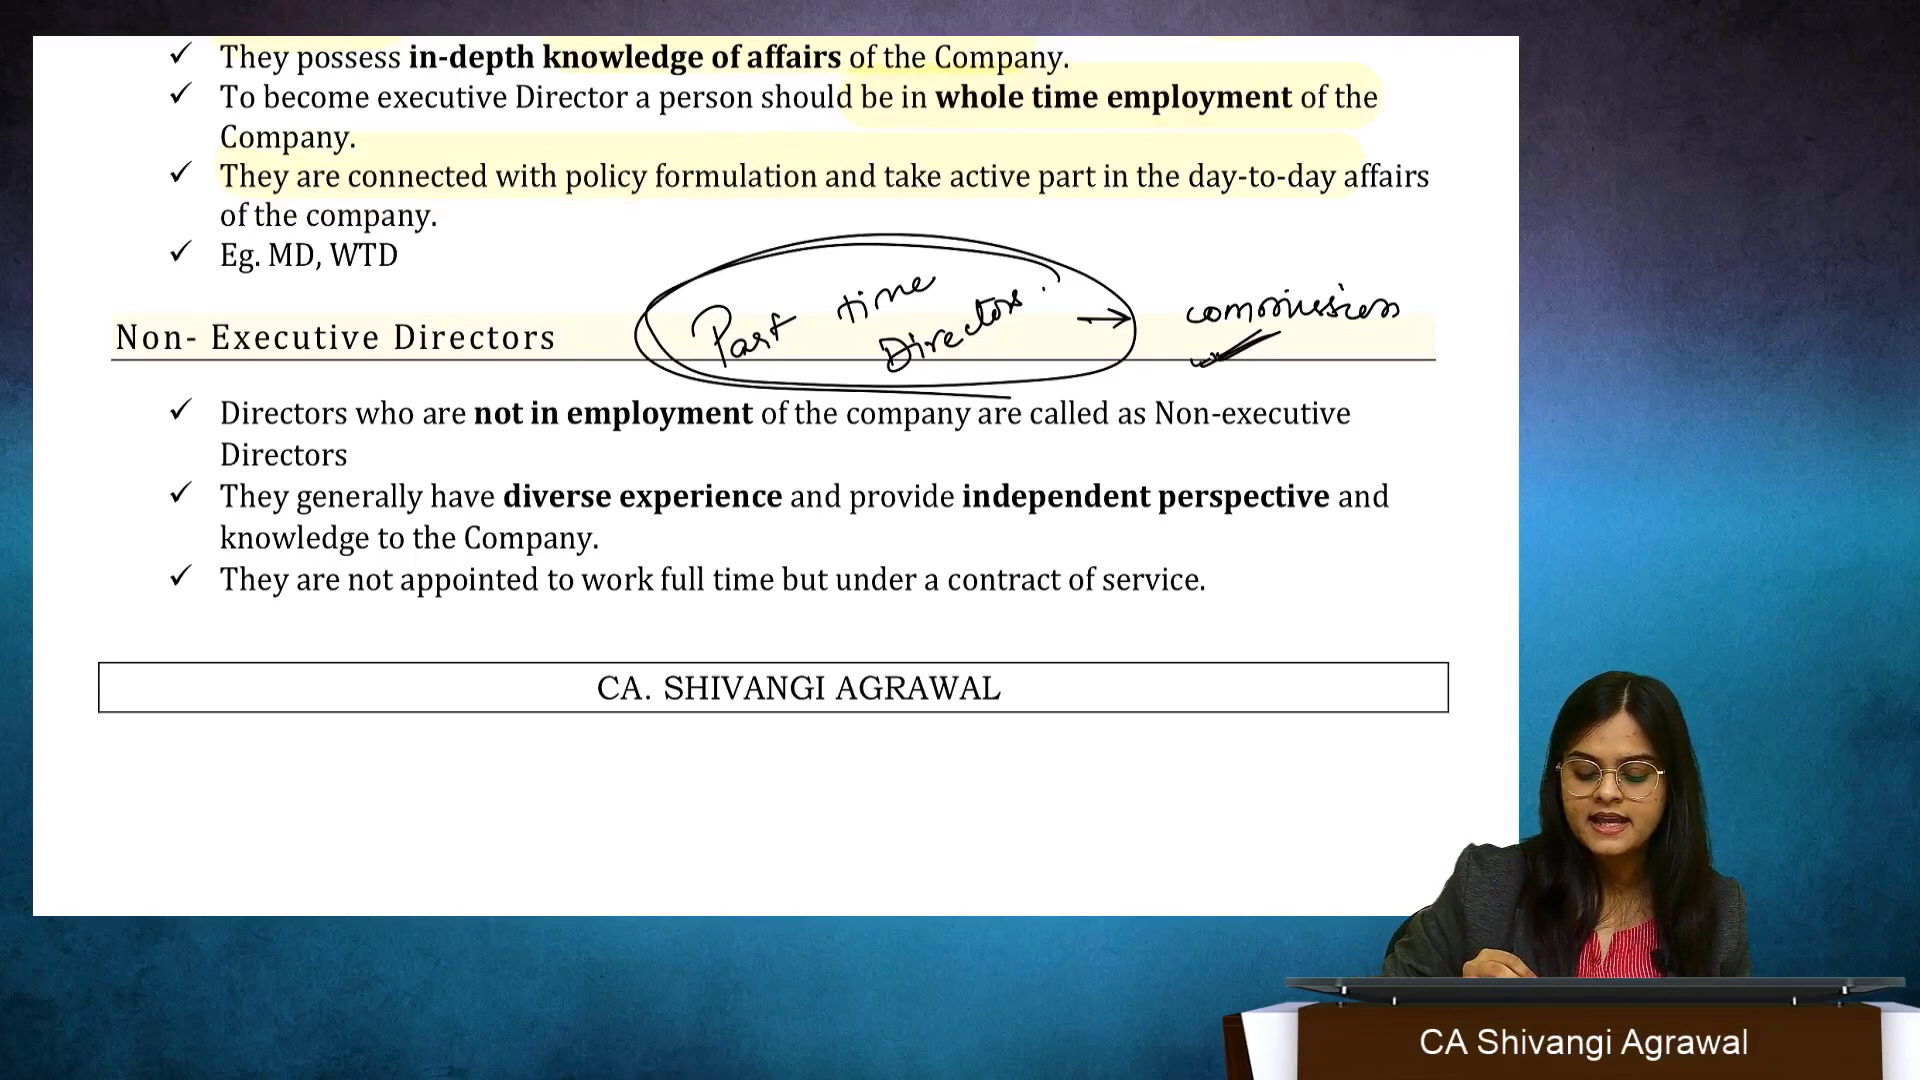 ✓ They possess in-depth knowledge of affairs of the Company.
✓ To become executive Director a person should be in whole time employment of the
Company.
✓ They are connected with policy formulation and take active part in the day-to-day affairs
of the company.
✓ Eg. MD, WTD
Part time
Directors. → commission
Non- Executive Directors
✓ Directors who are not in employment of the company are called as Non-executive
Directors
✓ They generally have diverse experience and provide independent perspective and
knowledge to the Company.
✓ They are not appointed to work full time but under a contract of service.
CA. SHIVANGI AGRAWAL
CA Shivangi Agrawal